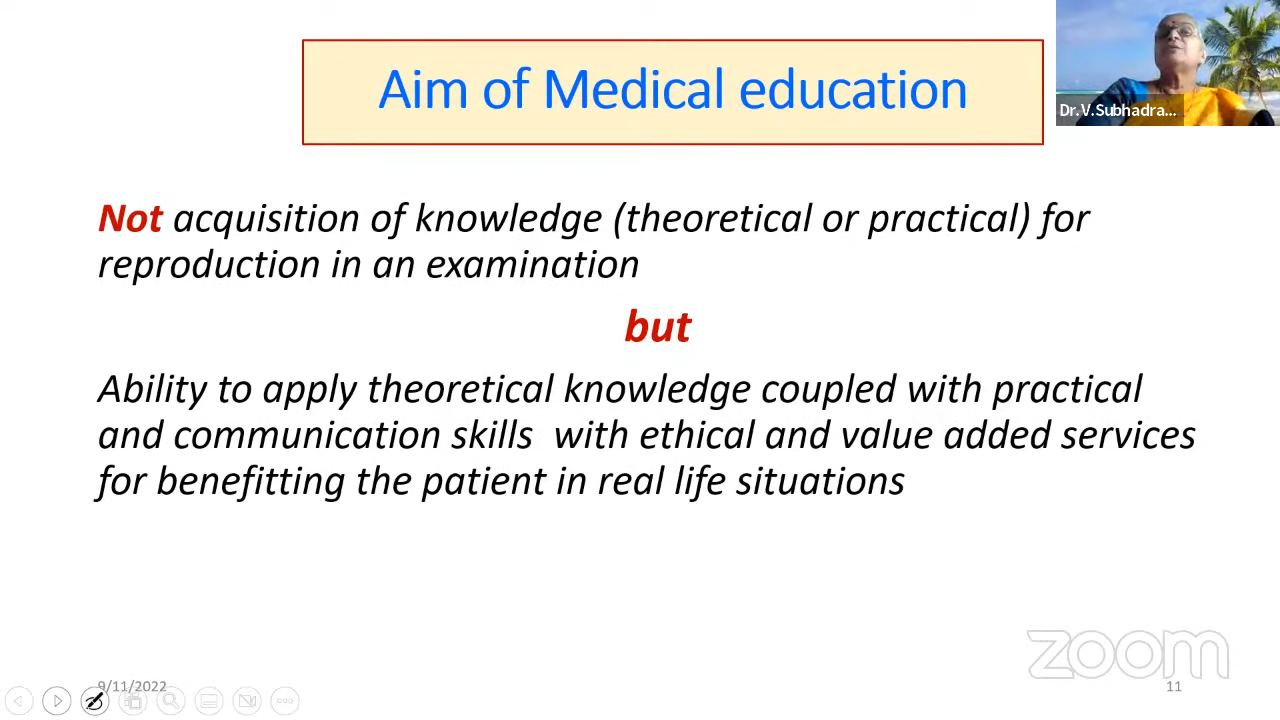 Aim of Medical education
Dr.V.Subhadra...
Not acquisition of knowledge (theoretical or practical) for
reproduction in an examination
but
Ability to apply theoretical knowledge coupled with practical
and communication skills with ethical and value added services
for benefitting the patient in real life situations
zoom
9/11/2022
11